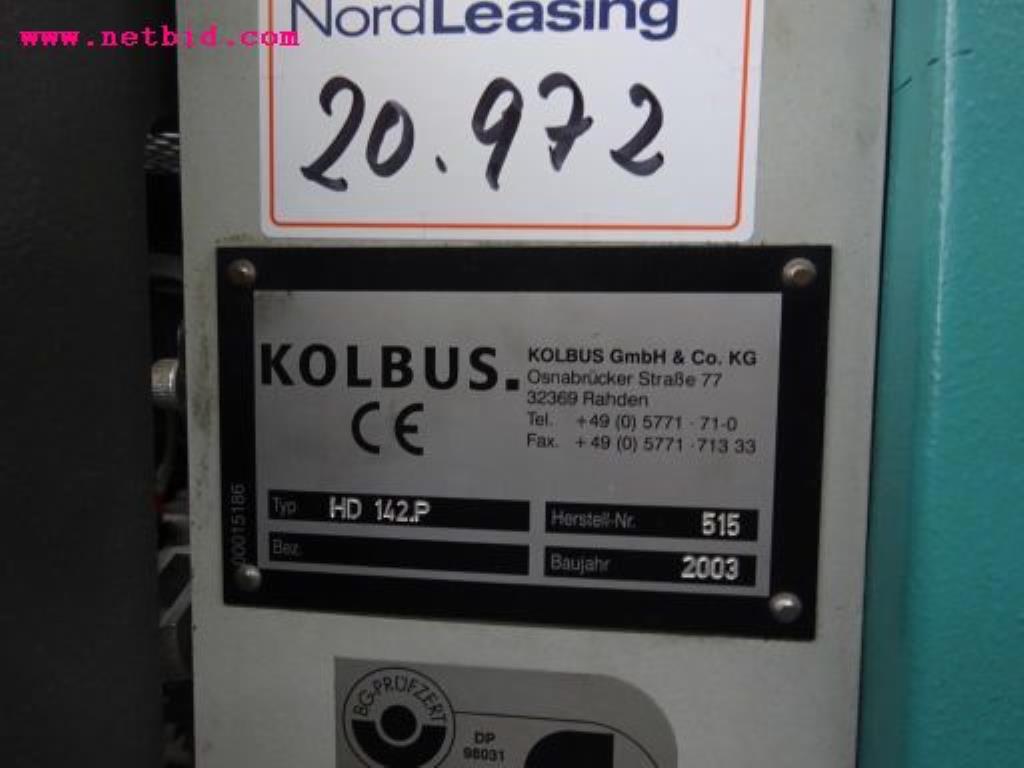 www.netbid.com
NordLeasing
20.972
KOLBUS.
CE
KOLBUS GmbH & Co. KG
Osnabrücker Straße 77
32369 Rahden
Tel. +49 (0) 5771 · 71-0
Fax. +49 (0) 5771 · 713 33
00015186
Typ HD 142.P
Bez.
Herstell-Nr. 515
Baujahr 2003
BG-PRÜFZERT
DP
98031